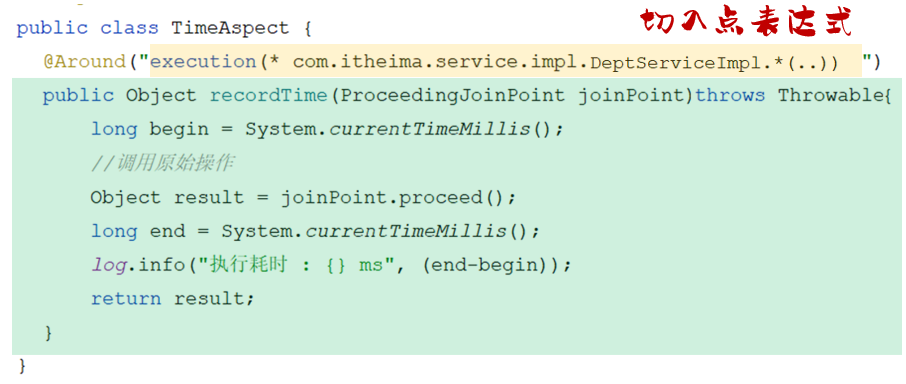 切入点表达式
public class TimeAspect {
@Around("execution(* com.itheima.service.impl.DeptServiceImpl.*(..)) ")
public Object recordTime(ProceedingJoinPoint joinPoint)throws Throwable{
long begin = System.currentTimeMillis();
//调用原始操作
Object result = joinPoint.proceed();
long end = System.currentTimeMillis();
log.info("执行耗时 : {} ms", (end-begin));
return result;
}
}